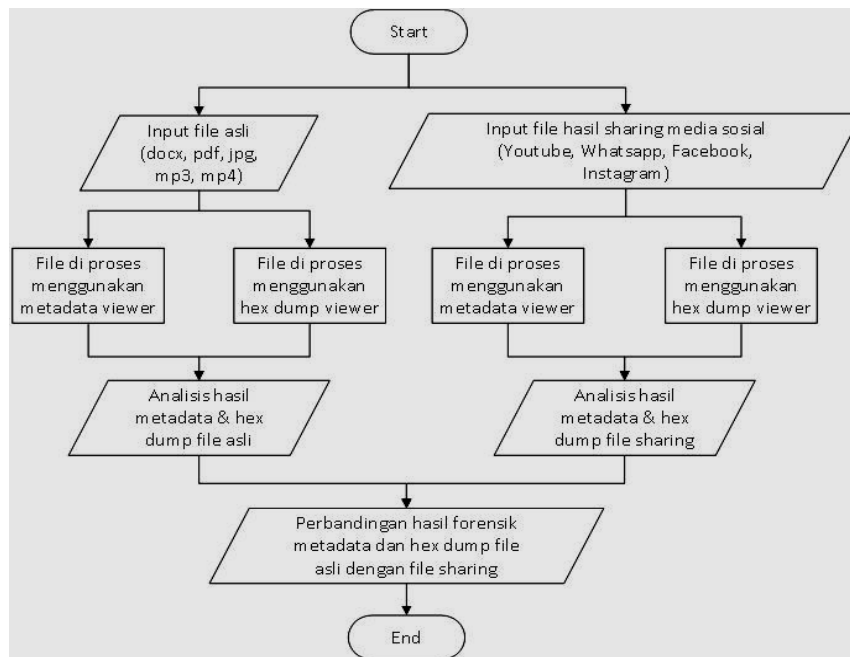 Start
Input file asli
(docx, pdf, jpg,
mp3, mp4)
Input file hasil sharing media sosial
(Youtube, Whatsapp, Facebook,
Instagram)
File di proses
menggunakan
metadata viewer
File di proses
menggunakan
hex dump viewer
File di proses
menggunakan
metadata viewer
File di proses
menggunakan
hex dump viewer
Analisis hasil
metadata & hex
dump file asli
Analisis hasil
metadata & hex
dump file sharing
Perbandingan hasil forensik
metadata dan hex dump file
asli dengan file sharing
End